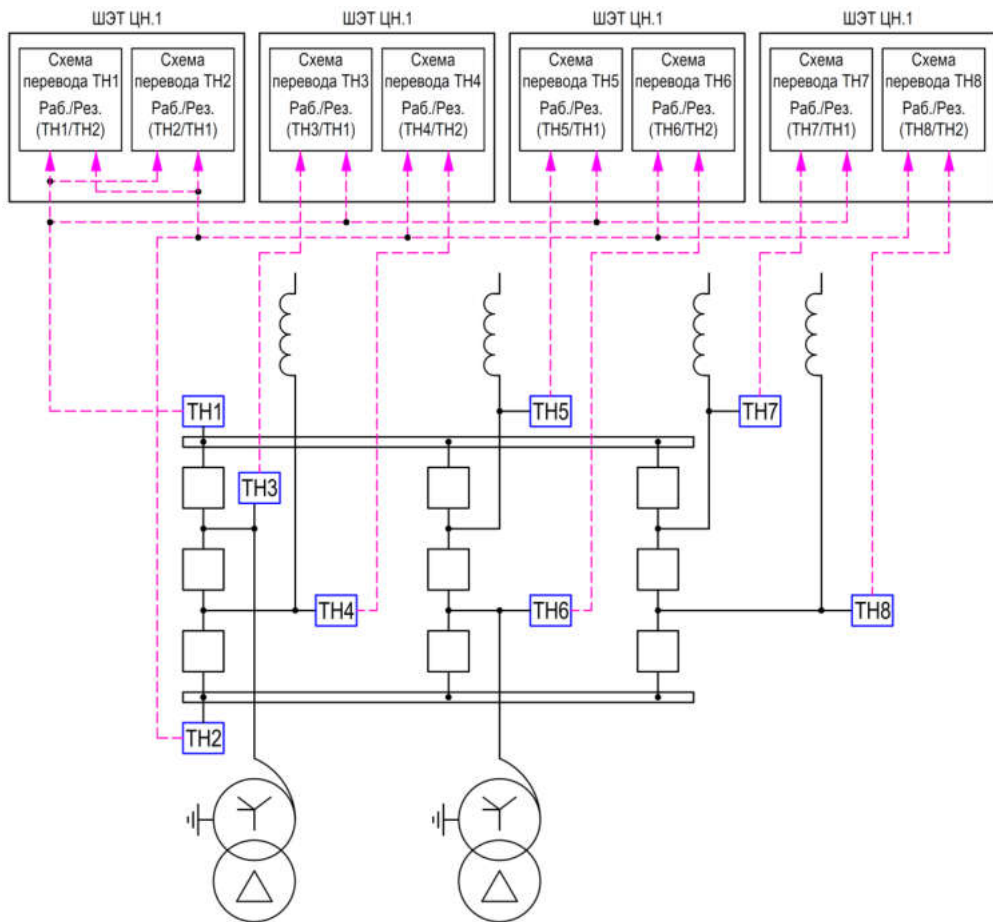 ШЭТ ЦН.1
ШЭТ ЦН.1
ШЭТ ЦН.1
ШЭТ ЦН.1
Схема
перевода ТН1
Раб./Рез.
(ТН1/ТН2)
Схема
перевода ТН2
Раб./Рез.
(ТН2/ТН1)
Схема
перевода ТН3
Раб./Рез.
(ТН3/ТН1)
Схема
перевода ТН4
Раб./Рез.
(ТН4/ТН2)
Схема
перевода ТН5
Раб./Рез.
(ТН5/ТН1)
Схема
перевода ТН6
Раб./Рез.
(ТН6/ТН2)
Схема
перевода ТН7
Раб./Рез.
(ТН7/ТН1)
Схема
перевода ТН8
Раб./Рез.
(ТН8/ТН2)
ТН1
ТН5
ТН7
ТН3
ТН4
ТН6
ТН8
ТН2